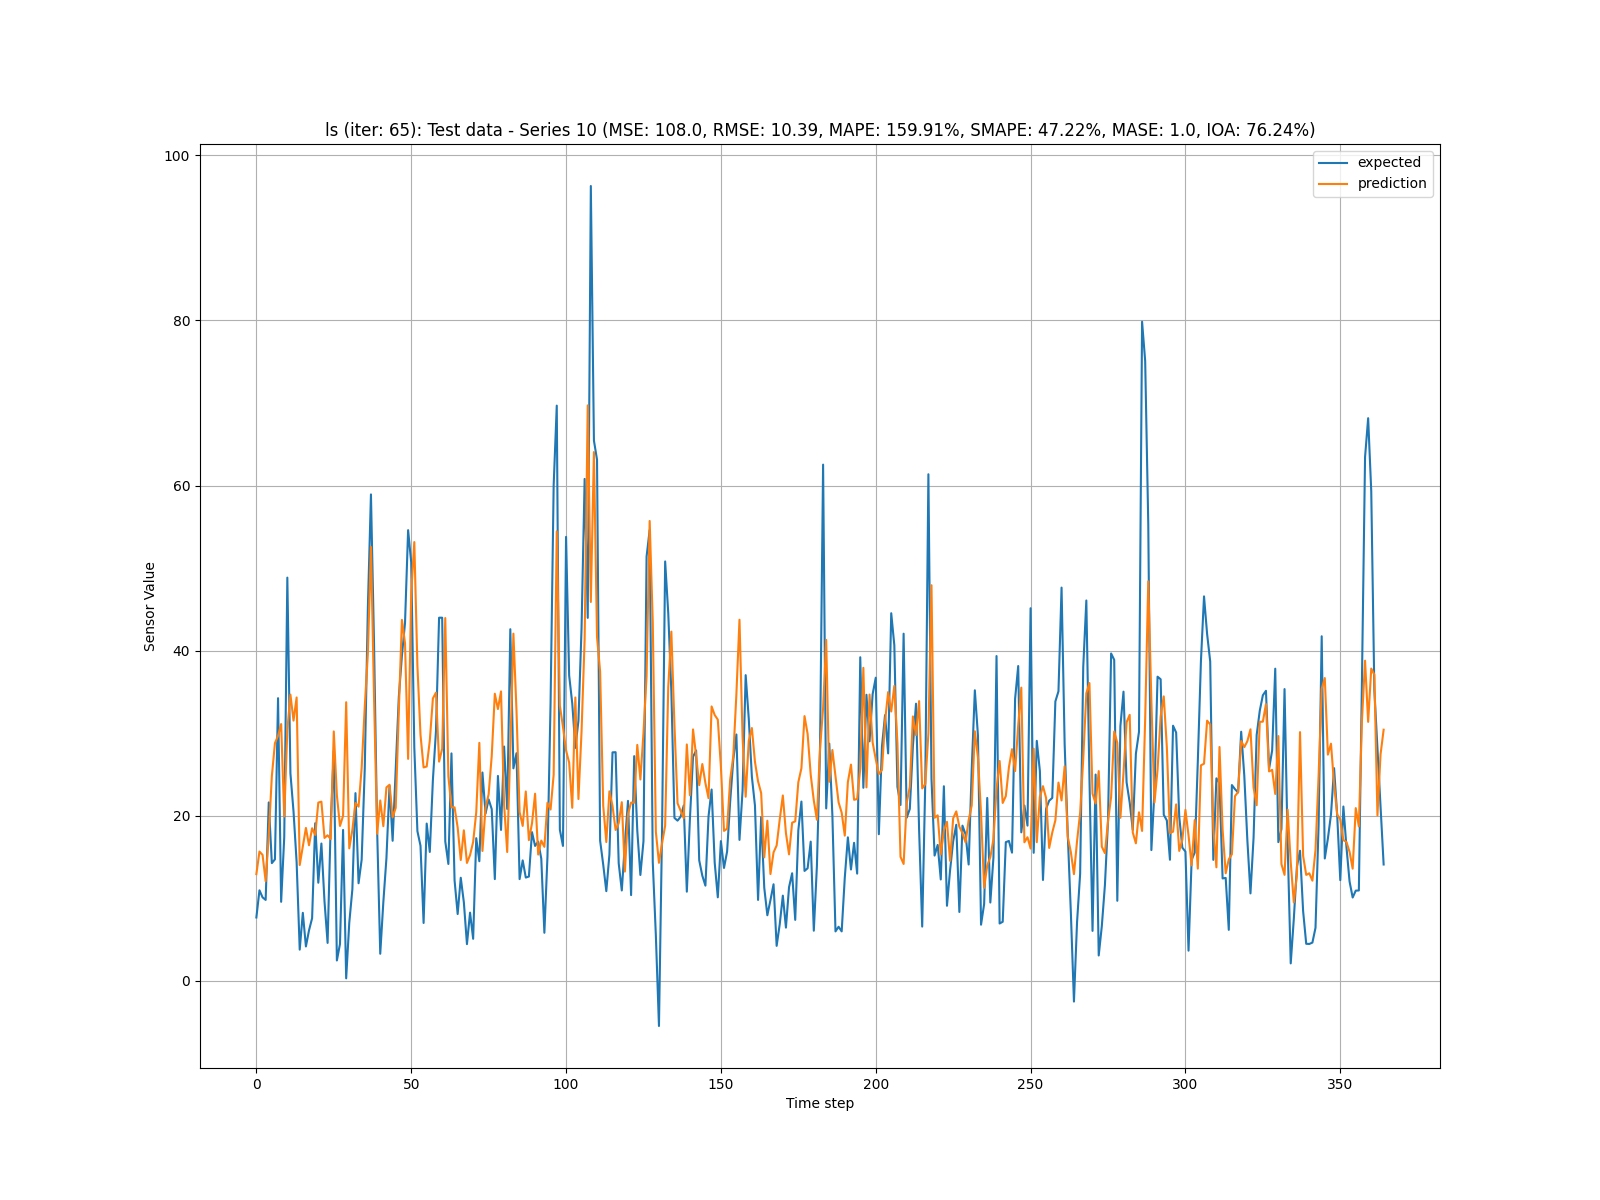 ls (iter: 65): Test data - Series 10 (MSE: 108.0, RMSE: 10.39, MAPE: 159.91%, SMAPE: 47.22%, MASE: 1.0, IOA: 76.24%)
expected
prediction
100
80
60
40
20
0
Sensor Value
0 50 100 150 200 250 300 350
Time step